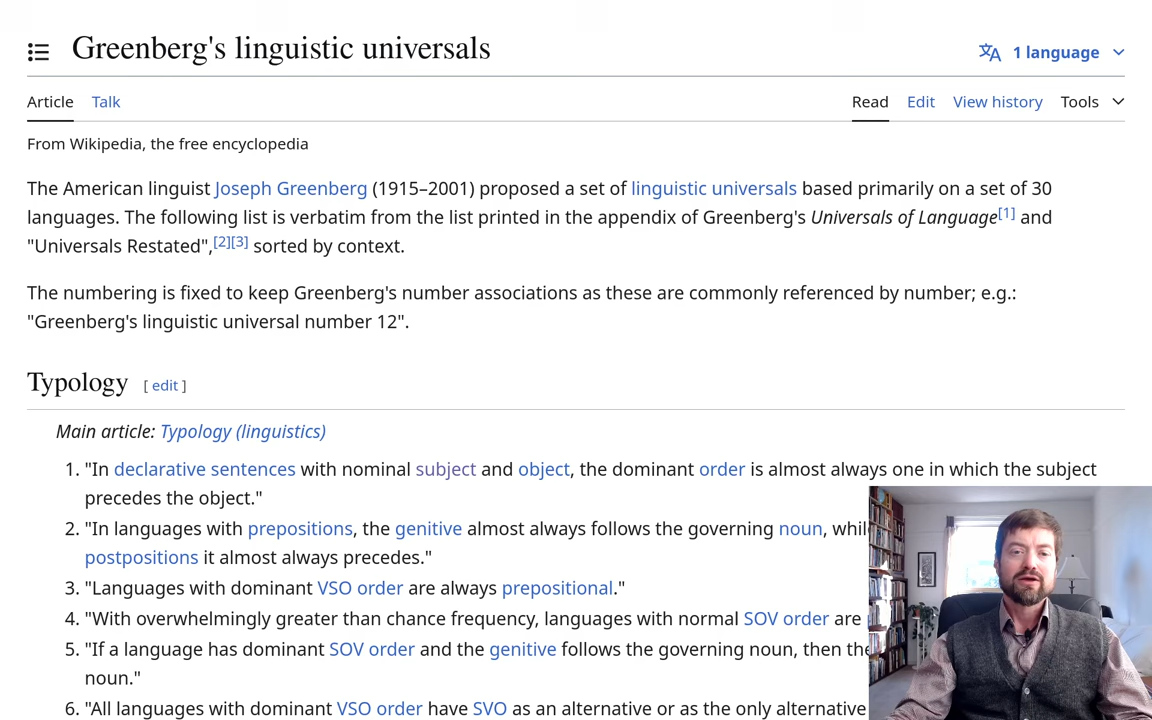 Greenberg's linguistic universals
1 language
Article Talk Read Edit View history Tools
From Wikipedia, the free encyclopedia
The American linguist Joseph Greenberg (1915–2001) proposed a set of linguistic universals based primarily on a set of 30
languages. The following list is verbatim from the list printed in the appendix of Greenberg's Universals of Language[1] and
"Universals Restated",[2][3] sorted by context.
The numbering is fixed to keep Greenberg's number associations as these are commonly referenced by number; e.g.:
"Greenberg's linguistic universal number 12".
Typology [ edit ]
Main article: Typology (linguistics)
1. "In declarative sentences with nominal subject and object, the dominant order is almost always one in which the subject
precedes the object."
2. "In languages with prepositions, the genitive almost always follows the governing noun,
postpositions it almost always precedes."
3. "Languages with dominant VSO order are always prepositional."
4. "With overwhelmingly greater than chance frequency, languages with normal SOV order are
5. "If a language has dominant SOV order and the genitive follows the governing noun, then
noun."
6. "All languages with dominant VSO order have SVO as an alternative or as the only alternative